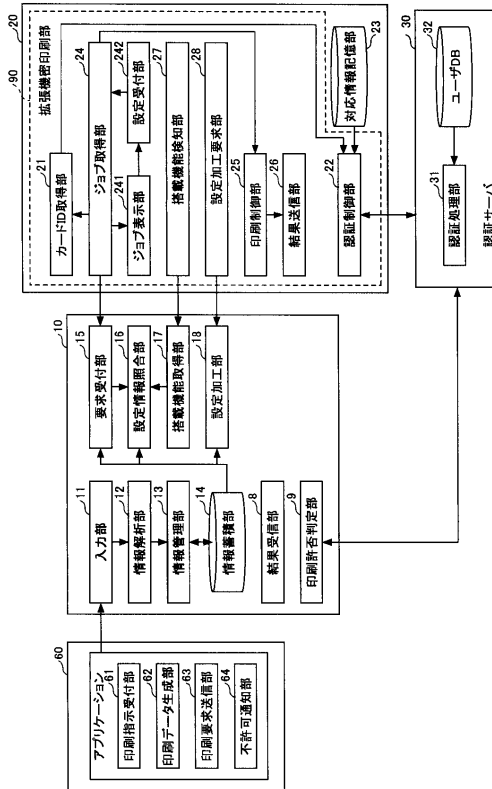 60
アプリケーション
61
印刷指示受付部
62
印刷データ生成部
63
印刷要求送信部
64
不許可通知部
10
11
入力部
12
情報解析部
13
情報管理部
14
情報蓄積部
8
結果受信部
9
印刷許否判定部
15
要求受付部
16
設定情報照合部
17
搭載機能取得部
18
設定加工部
20
90
拡張機密印刷部
21
カードID取得部
24
ジョブ取得部
241
ジョブ表示部
242
設定受付部
27
搭載機能検知部
28
設定加工要求部
25
印刷制御部
26
結果送信部
22
認証制御部
23
対応情報記憶部
30
31
認証処理部
32
ユーザDB
認証サーバ